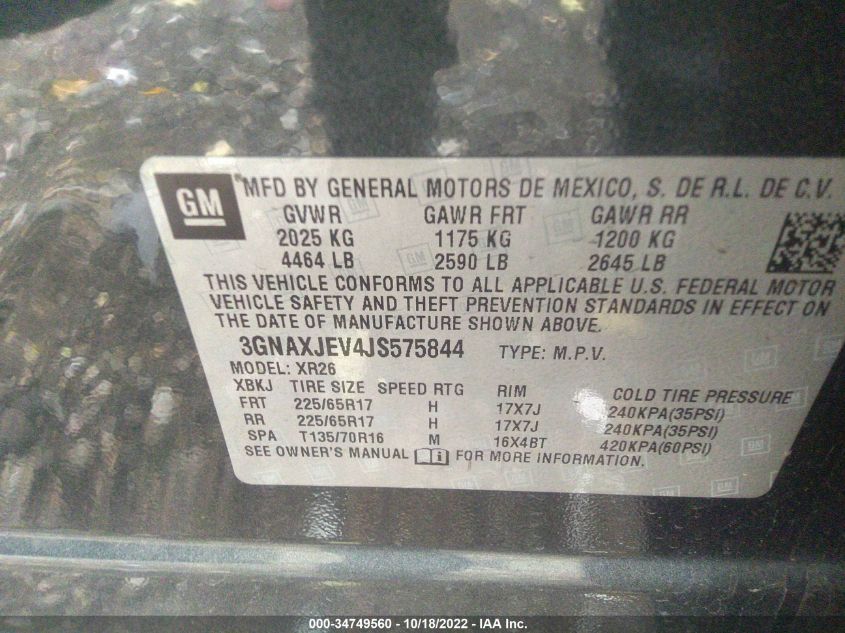 GM MFD BY GENERAL MOTORS DE MEXICO, S. DE R.L. DE C.V.
GVWR GAWR FRT GAWR RR
2025 KG 1175 KG 1200 KG
4464 LB 2590 LB 2645 LB
THIS VEHICLE CONFORMS TO ALL APPLICABLE U.S. FEDERAL MOTOR
VEHICLE SAFETY AND THEFT PREVENTION STANDARDS IN EFFECT ON
THE DATE OF MANUFACTURE SHOWN ABOVE.
3GNAXJEV4JS575844 TYPE: M.P.V.
MODEL: XR26
XBKJ TIRE SIZE SPEED RTG RIM COLD TIRE PRESSURE
FRT 225/65R17 H 17X7J 240KPA(35PSI)
RR 225/65R17 H 17X7J 240KPA(35PSI)
SPA T135/70R16 M 16X4BT 420KPA(60PSI)
SEE OWNER'S MANUAL FOR MORE INFORMATION.
000-34749560 - 10/18/2022 - IAA Inc.